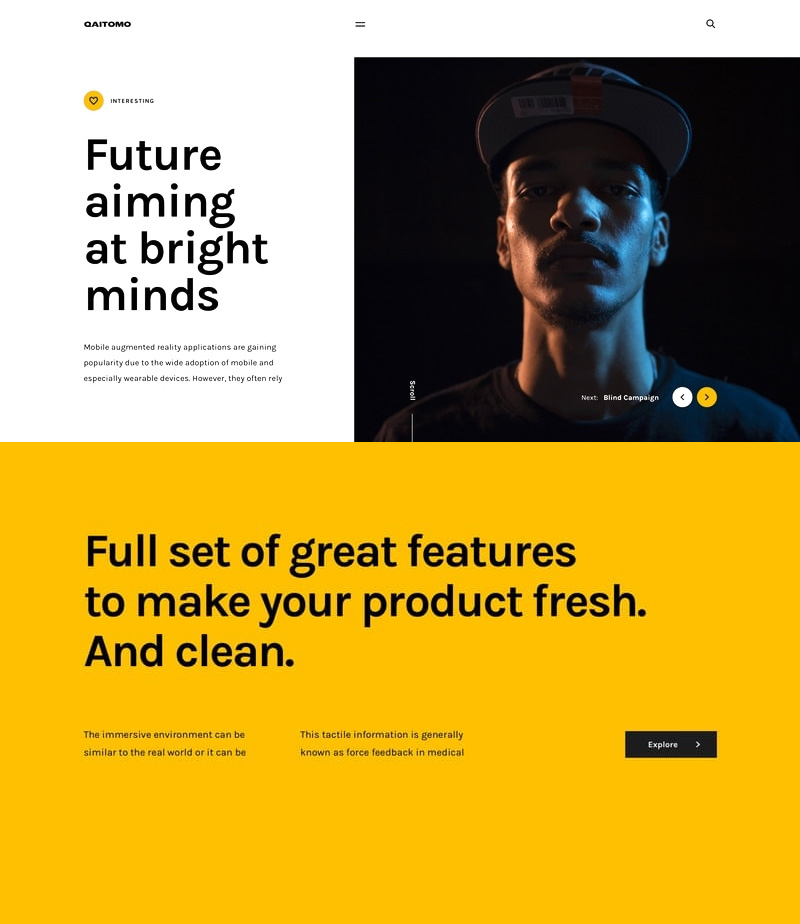 QAITOMO
INTERESTING
Future
aiming
at bright
minds
Mobile augmented reality applications are gaining
popularity due to the wide adoption of mobile and
especially wearable devices. However, they often rely
Scroll
Next: Blind Campaign
Full set of great features
to make your product fresh.
And clean.
The immersive environment can be
similar to the real world or it can be
This tactile information is generally
known as force feedback in medical
Explore